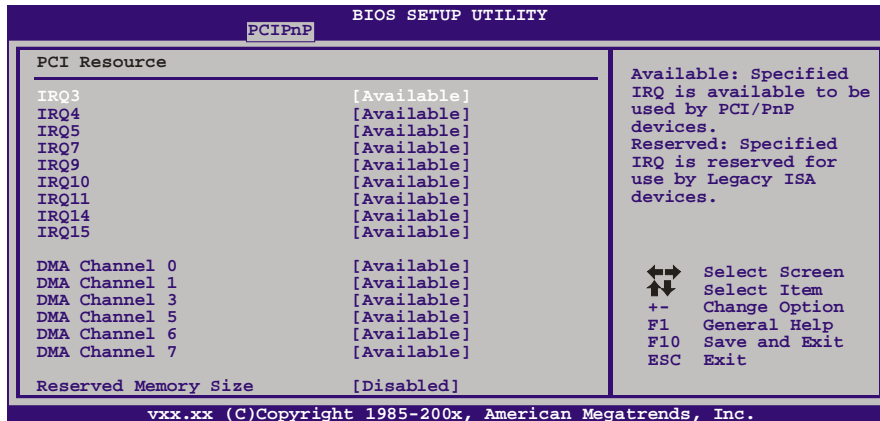 BIOS SETUP UTILITY
PCIPnP
PCI Resource
IRQ3 [Available]
IRQ4 [Available]
IRQ5 [Available]
IRQ7 [Available]
IRQ9 [Available]
IRQ10 [Available]
IRQ11 [Available]
IRQ14 [Available]
IRQ15 [Available]
DMA Channel 0 [Available]
DMA Channel 1 [Available]
DMA Channel 3 [Available]
DMA Channel 5 [Available]
DMA Channel 6 [Available]
DMA Channel 7 [Available]
Reserved Memory Size [Disabled]
Available: Specified
IRQ is available to be
used by PCI/PnP
devices.
Reserved: Specified
IRQ is reserved for
use by Legacy ISA
devices.
Select Screen
Select Item
+- Change Option
F1 General Help
F10 Save and Exit
ESC Exit
vxx.xx (C)Copyright 1985-200x, American Megatrends, Inc.